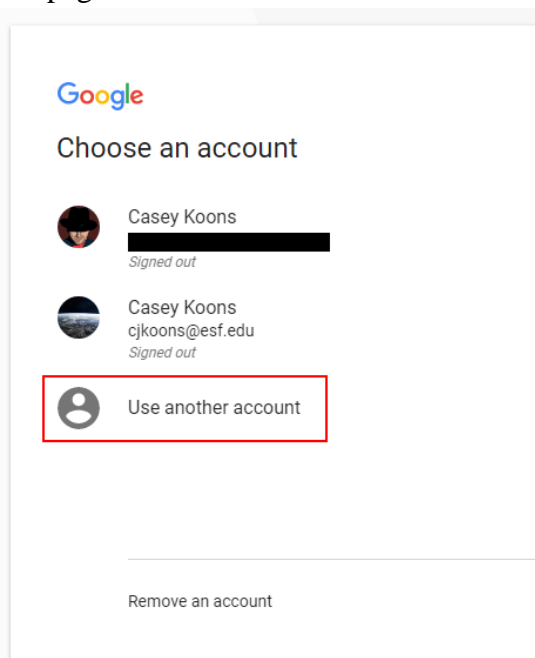 Google
Choose an account
Casey Koons
Signed out
Casey Koons
cjkoons@esf.edu
Signed out
Use another account
Remove an account